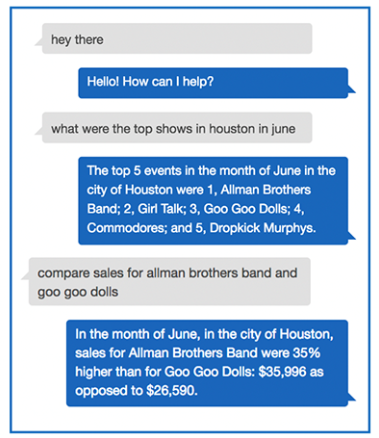 hey there
Hello! How can I help?
what were the top shows in houston in june
The top 5 events in the month of June in the
city of Houston were 1, Allman Brothers
Band; 2, Girl Talk; 3, Goo Goo Dolls; 4,
Commodores; and 5, Dropkick Murphys.
compare sales for allman brothers band and
goo goo dolls
In the month of June, in the city of Houston,
sales for Allman Brothers Band were 35%
higher than for Goo Goo Dolls: $35,996 as
opposed to $26,590.